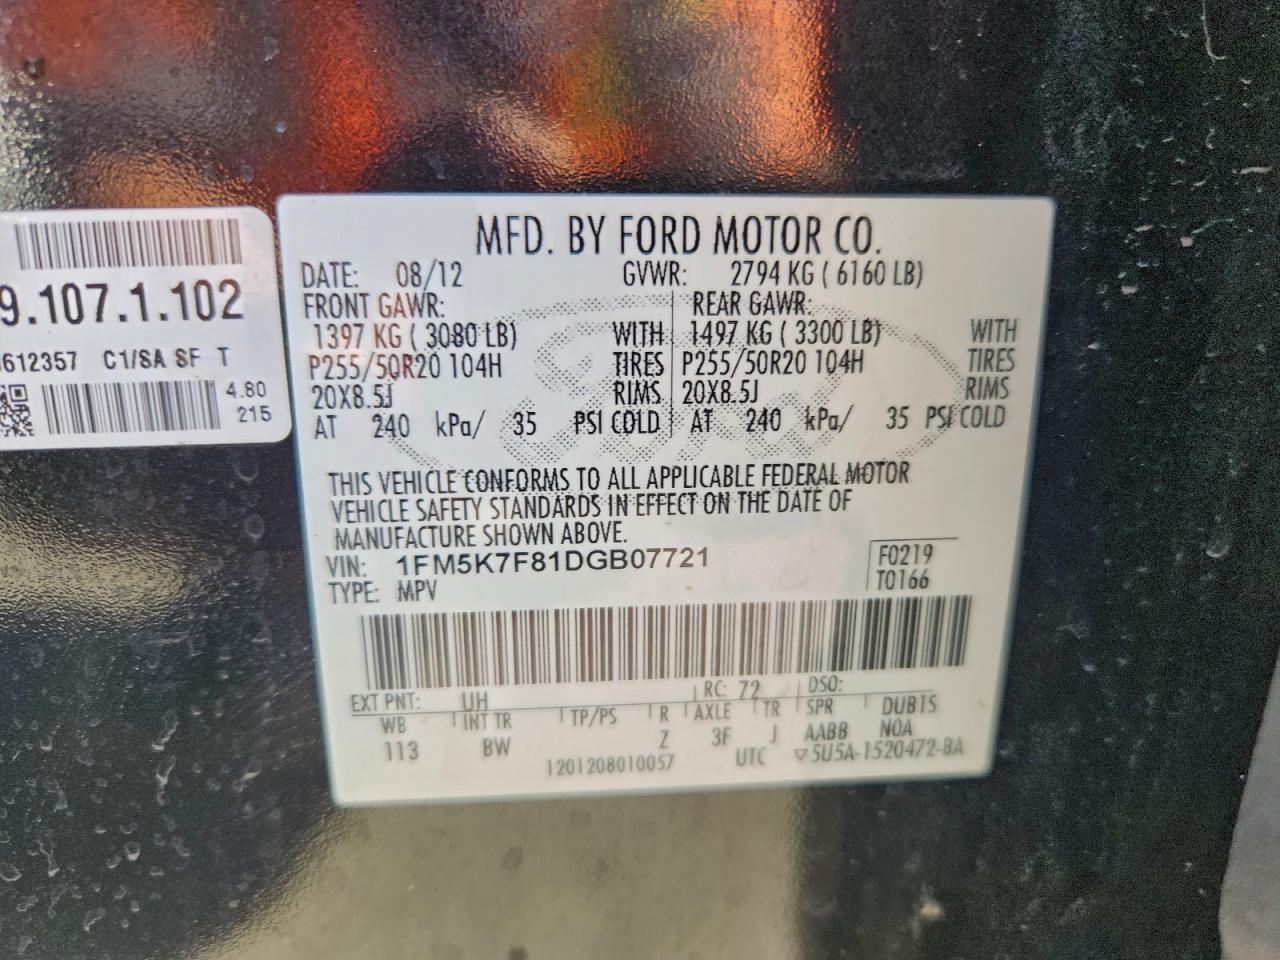 9.107.1.102
612357 C1/SA SF T
4.80
215
MFD. BY FORD MOTOR CO.
DATE: 08/12 GVWR: 2794 KG ( 6160 LB)
FRONT GAWR: REAR GAWR:
1397 KG ( 3080 LB) WITH 1497 KG ( 3300 LB) WITH
P255/50R20 104H TIRES P255/50R20 104H TIRES
20X8.5J RIMS 20X8.5J RIMS
AT 240 kPa/ 35 PSI COLD AT 240 kPa/ 35 PSI COLD
THIS VEHICLE CONFORMS TO ALL APPLICABLE FEDERAL MOTOR
VEHICLE SAFETY STANDARDS IN EFFECT ON THE DATE OF
MANUFACTURE SHOWN ABOVE.
VIN: 1FM5K7F81DGB07721 F0219
TYPE: MPV T0166
EXT PNT: UH RC: 72 DSO:
WB INT TR TP/PS R AXLE TR SPR DUBTS
113 BW Z 3F J AABB NOA
1201208010057 UTC ▽5U5A-1520472-BA